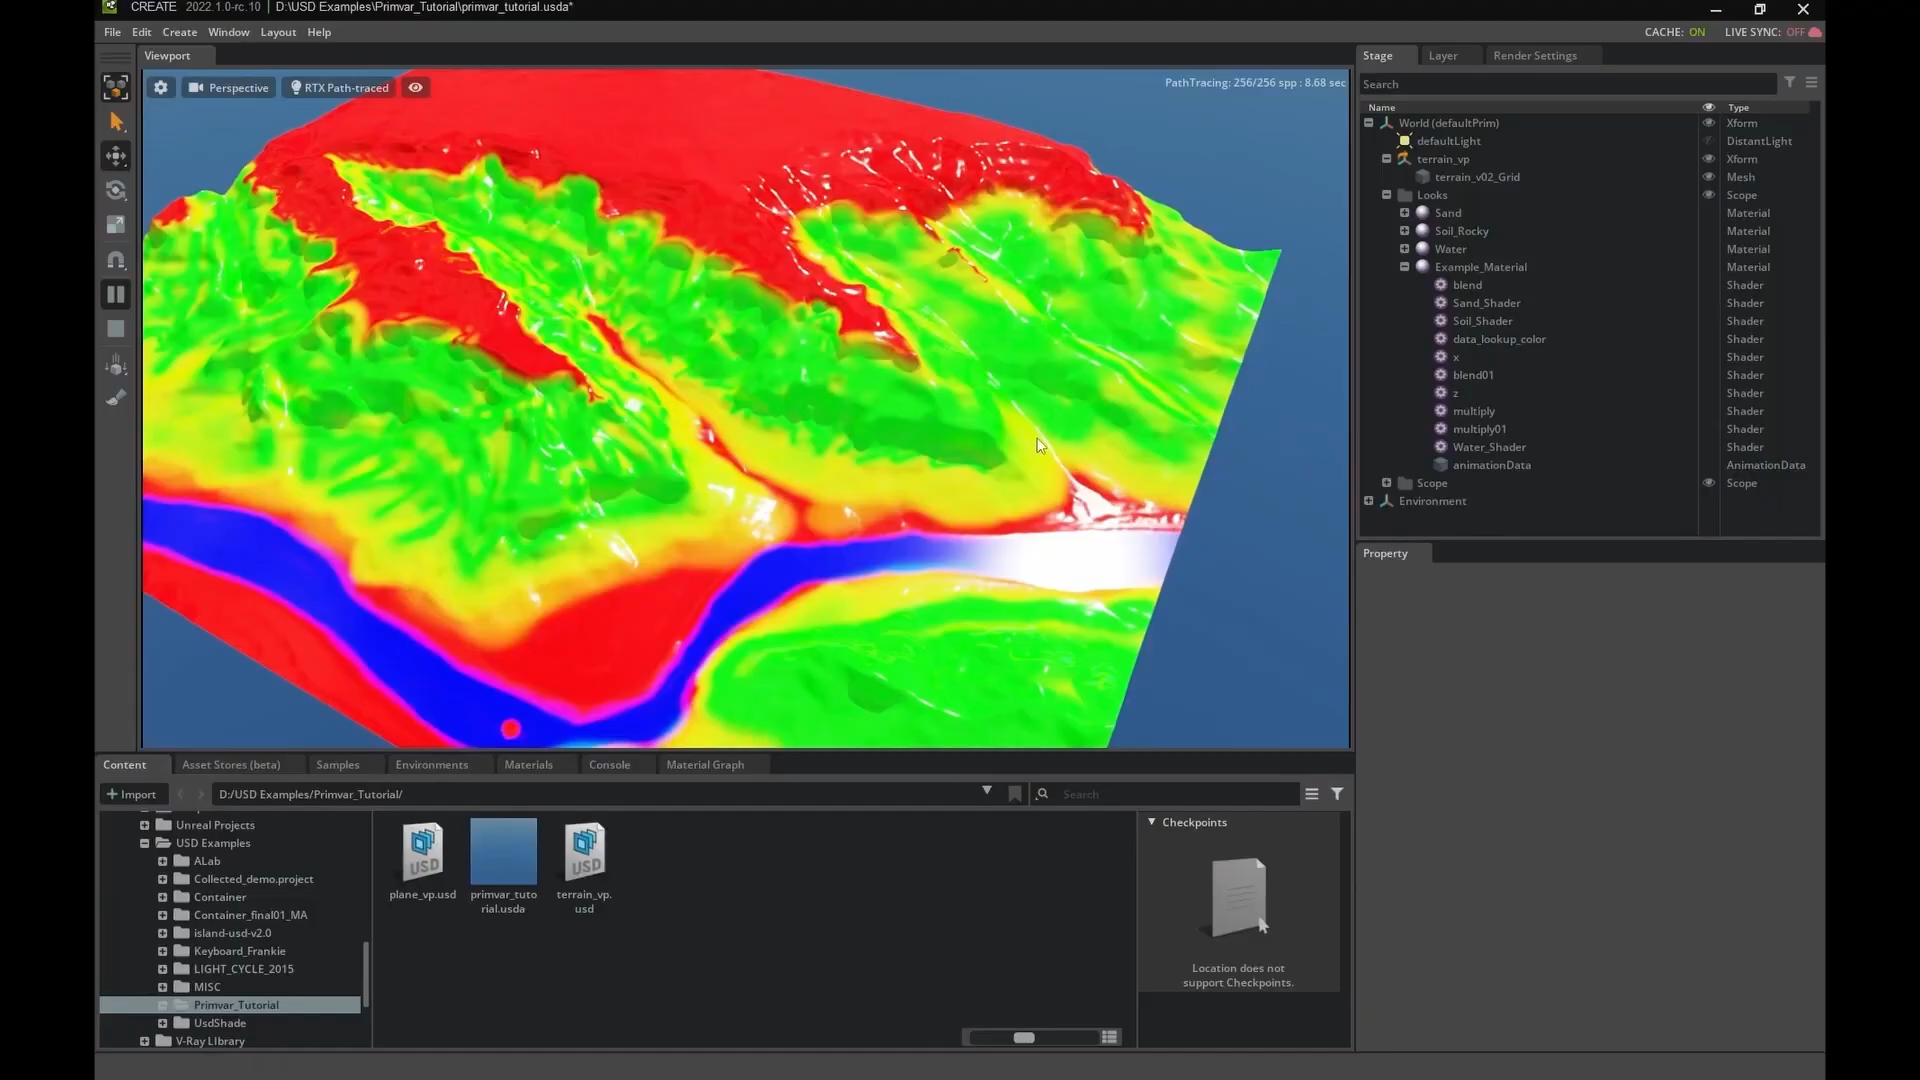 CREATE 2022.1.0-rc.10 | D:\USD Examples\Primvar_Tutorial\primvar_tutorial.usda*
File Edit Create Window Layout Help
CACHE: ON LIVE SYNC: OFF
Viewport
Perspective
RTX Path-traced
PathTracing: 256/256 spp : 8.68 sec
Stage Layer Render Settings
Search
Name Type
World (defaultPrim) Xform
defaultLight DistantLight
terrain_vp Xform
terrain_v02_Grid Mesh
Looks Scope
Sand Material
Soil_Rocky Material
Water Material
Example_Material Material
blend Shader
Sand_Shader Shader
Soil_Shader Shader
data_lookup_color Shader
x Shader
blend01 Shader
z Shader
multiply Shader
multiply01 Shader
Water_Shader Shader
animationData AnimationData
Scope Scope
Environment
Property
Content Asset Stores (beta) Samples Environments Materials Console Material Graph
+ Import D:/USD Examples/Primvar_Tutorial/ Search
Unreal Projects
USD Examples
ALab
Collected_demo.project
Container
Container_final01_MA
island-usd-v2.0
Keyboard_Frankie
LIGHT_CYCLE_2015
MISC
Primvar_Tutorial
UsdShade
V-Ray LIbrary
USD
plane_vp.usd
primvar_tuto
rial.usda
USD
terrain_vp.
usd
Checkpoints
Location does not
support Checkpoints.